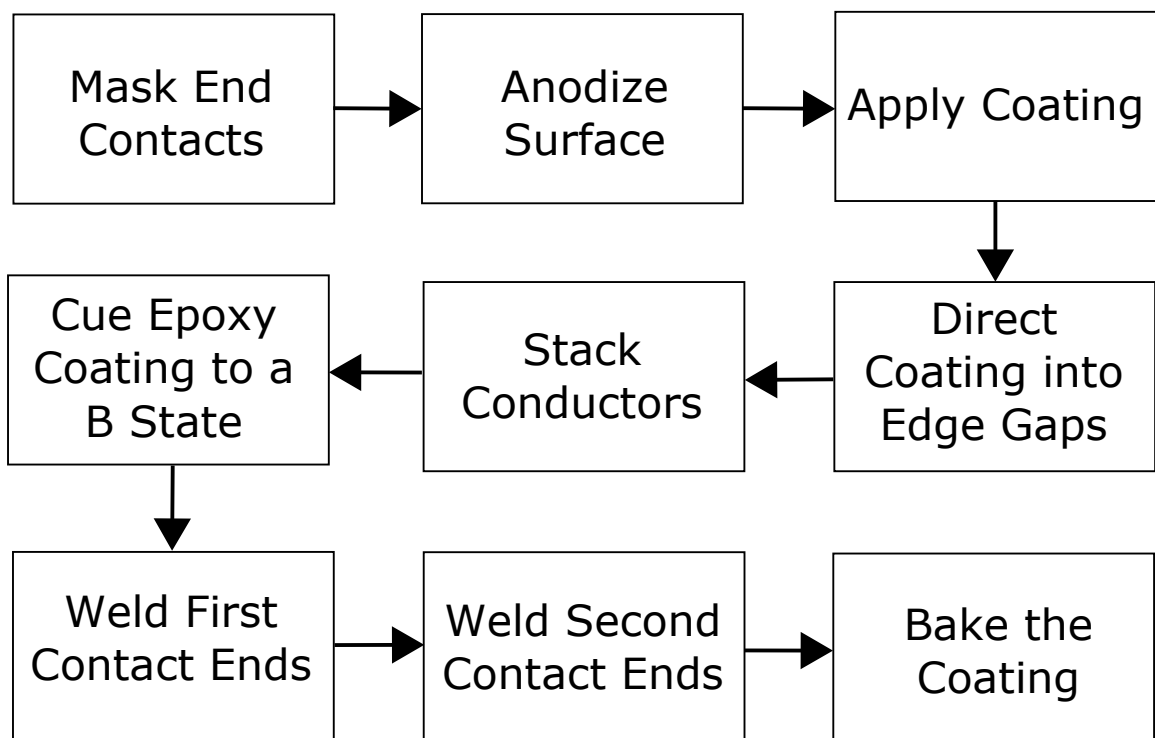 Mask End
Contacts
Anodize
Surface
Apply Coating
Direct
Coating into
Edge Gaps
Stack
Conductors
Cue Epoxy
Coating to a
B State
Weld First
Contact Ends
Weld Second
Contact Ends
Bake the
Coating